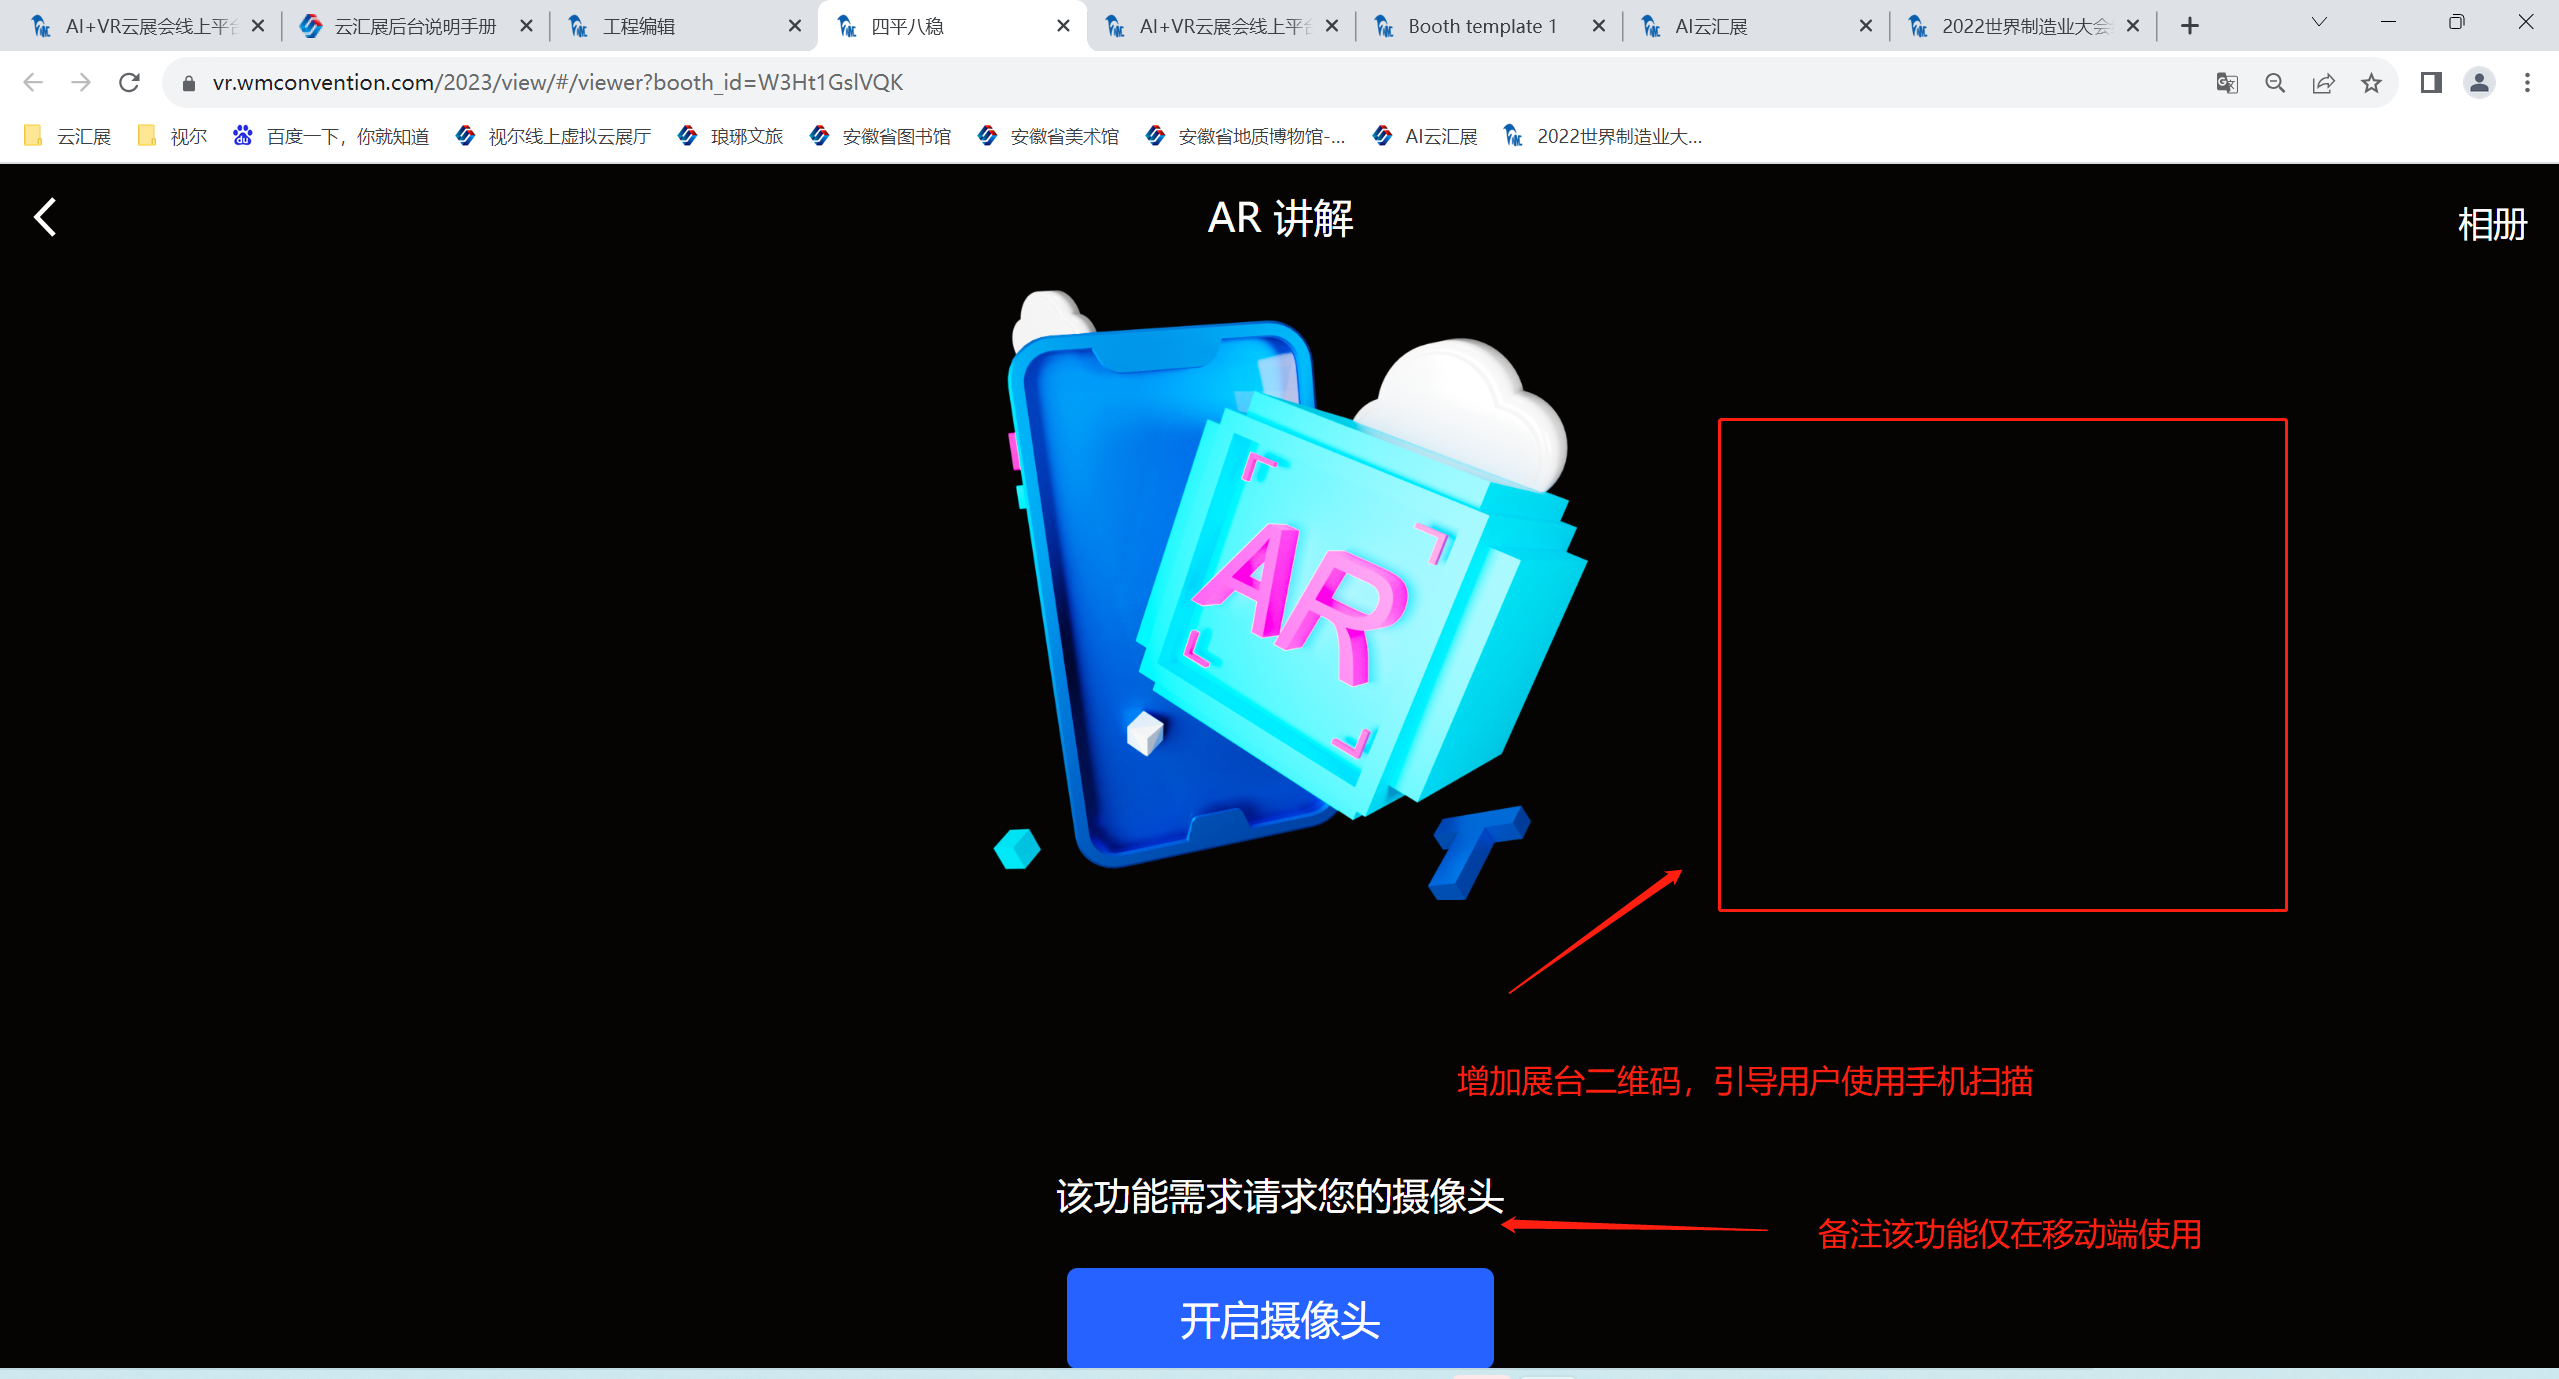 AI+VR云展会线上平台
云汇展后台说明手册
工程编辑
四平八稳
AI+VR云展会线上平台
Booth template 1
AI云汇展
2022世界制造业大会
vr.wmconvention.com/2023/view/#/viewer?booth_id=W3Ht1GslVQK
云汇展
视尔
百度一下，你就知道
视尔线上虚拟云展厅
琅琊文旅
安徽省图书馆
安徽省美术馆
安徽省地质博物馆-...
AI云汇展
2022世界制造业大...
AR 讲解
相册
AR
增加展台二维码，引导用户使用手机扫描
该功能需求请求您的摄像头
备注该功能仅在移动端使用
开启摄像头